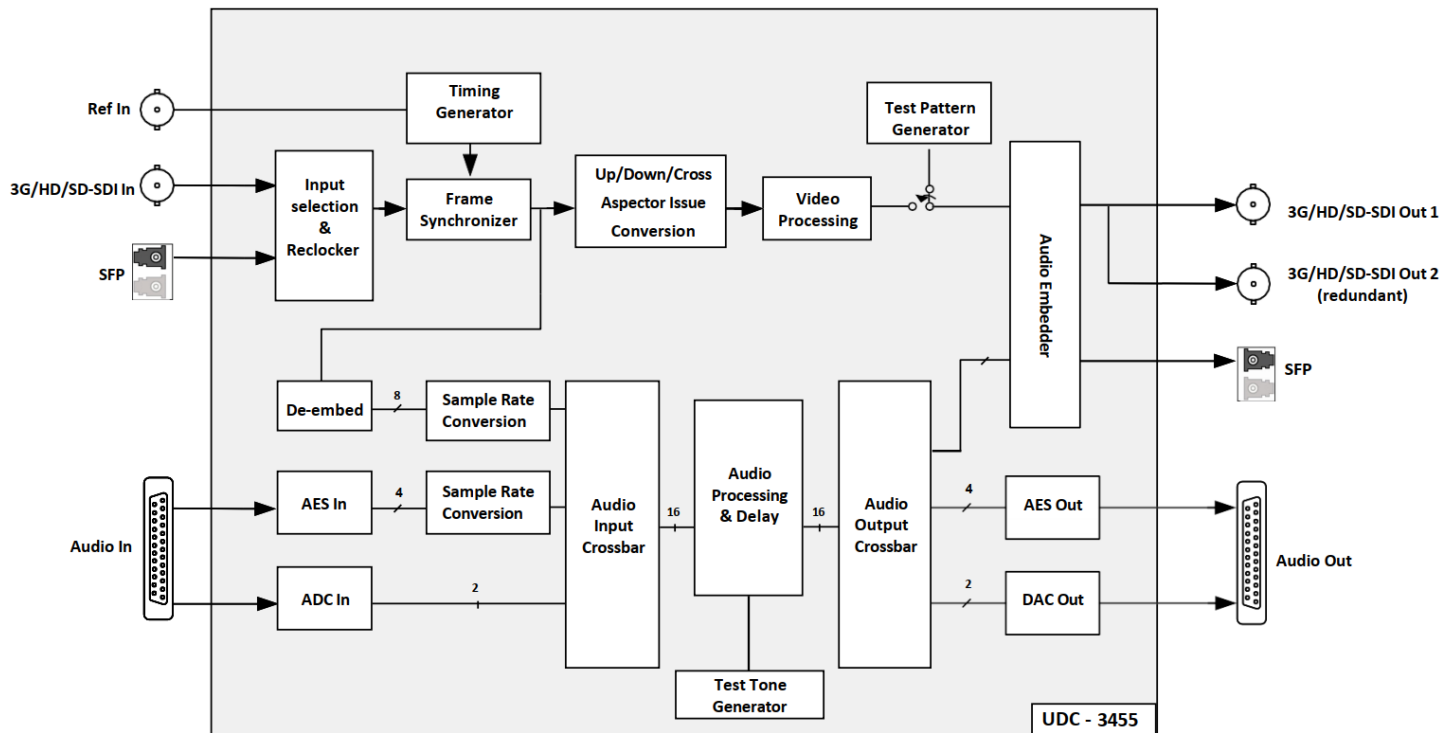 Ref In
Timing
Generator
Test Pattern
Generator
3G/HD/SD-SDI In
Input
selection
&
Reclocker
Frame
Synchronizer
Up/Down/Cross
Aspector Issue
Conversion
Video
Processing
SFP
Audio Embedder
3G/HD/SD-SDI Out 1
3G/HD/SD-SDI Out 2
(redundant)
SFP
De-embed
8
Sample Rate
Conversion
Audio In
AES In
4
Sample Rate
Conversion
ADC In
2
Audio
Input
Crossbar
16
Audio
Processing
& Delay
16
Audio
Output
Crossbar
4
AES Out
2
DAC Out
Audio Out
Test Tone
Generator
UDC - 3455